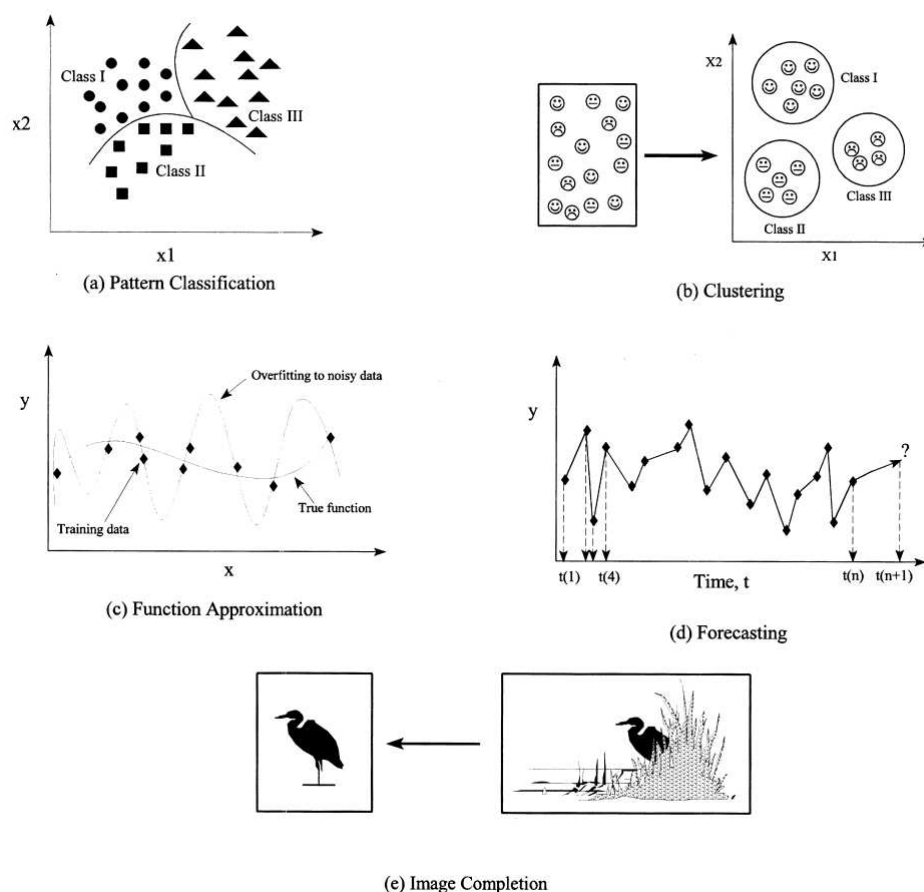 x2
Class I
Class III
Class II
x1
(a) Pattern Classification
X2
Class I
Class III
Class II
X1
(b) Clustering
y
Overfitting to noisy data
Training data
True function
x
(c) Function Approximation
y
?
t(1)
t(4)
Time, t
t(n)
t(n+1)
(d) Forecasting
(e) Image Completion